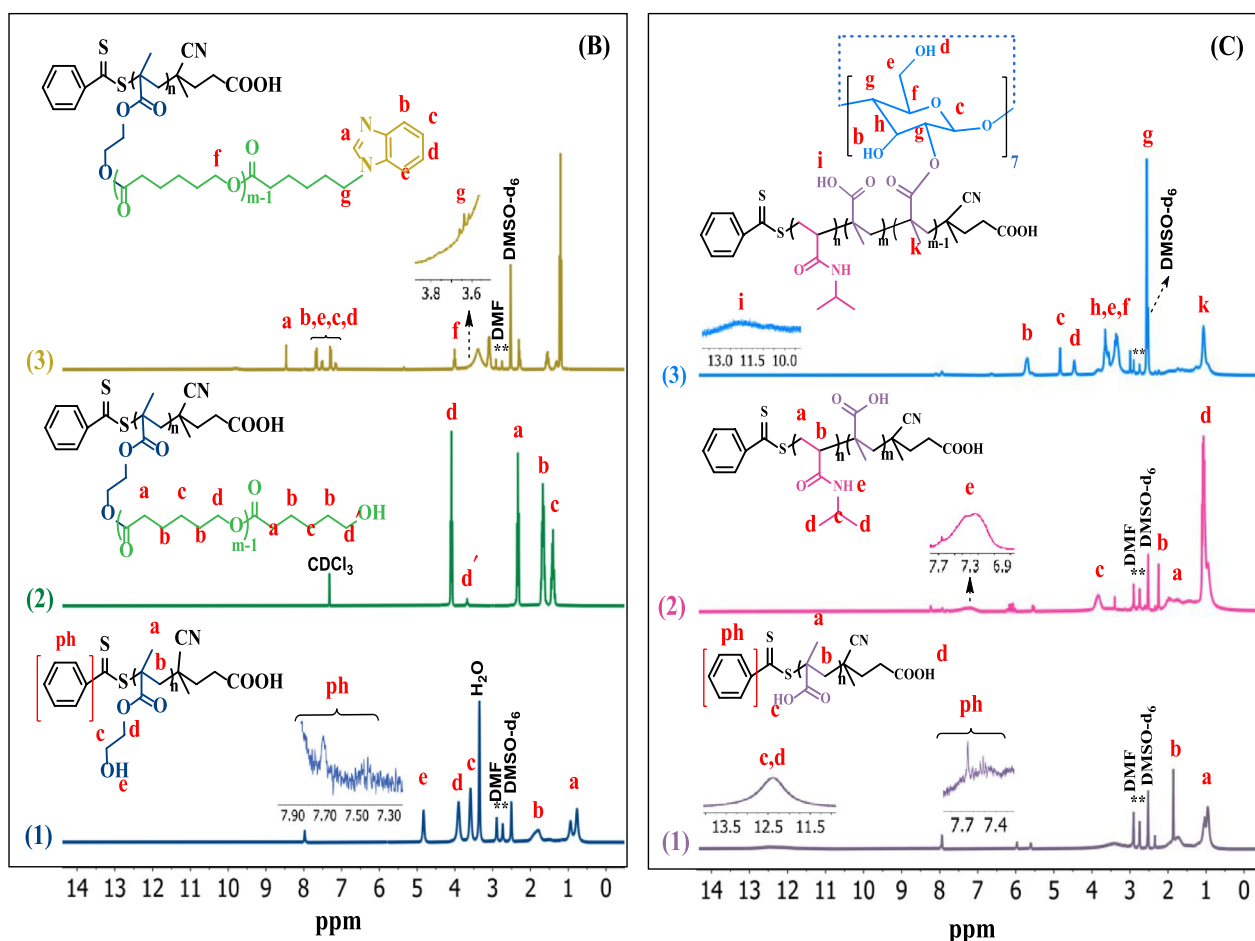 (B)
S
CN
S
n
COOH
O
O
O
f
O
O
m-1
O
N
N
a
b
c
d
e
g
g
3.8 3.6
DMSO-d6
DMF
**
a
b,e,c,d
f
(3)
S
CN
S
n
COOH
O
O
a
c
d
O
b
b
O
OH
O
b
b
O
m-1
a
c
d′
CDCl3
d
d′
a
b
c
(2)
ph
a
S
CN
b
S
n
COOH
O
O
c
d
OH
e
ph
7.90 7.70 7.50 7.30
H2O
DMSO-d6
DMF
**
e
d
c
b
a
(1)
14 13 12 11 10 9 8 7 6 5 4 3 2 1 0
ppm
(C)
OH
d
e
g
f
c
O
O
b
h
g
HO
O
7
i
HO
O
O
S
CN
S
n
m
m-1
COOH
k
O
NH
i
13.0 11.5 10.0
g
DMSO-d6
b
c
d
h,e,f
**
k
(3)
S
a
O
OH
CN
b
S
n
m
COOH
O
NH
e
d
c
d
e
7.7 7.3 6.9
DMF
DMSO-d6
**
c
b
a
d
(2)
ph
a
S
CN
b
d
S
n
COOH
HO
O
c
c,d
13.5 12.5 11.5
ph
7.7 7.4
DMF
DMSO-d6
**
b
a
(1)
14 13 12 11 10 9 8 7 6 5 4 3 2 1 0
ppm